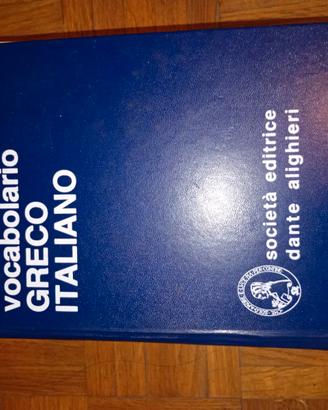 vocabolario
GRECO
ITALIANO
società editrice
dante alighieri